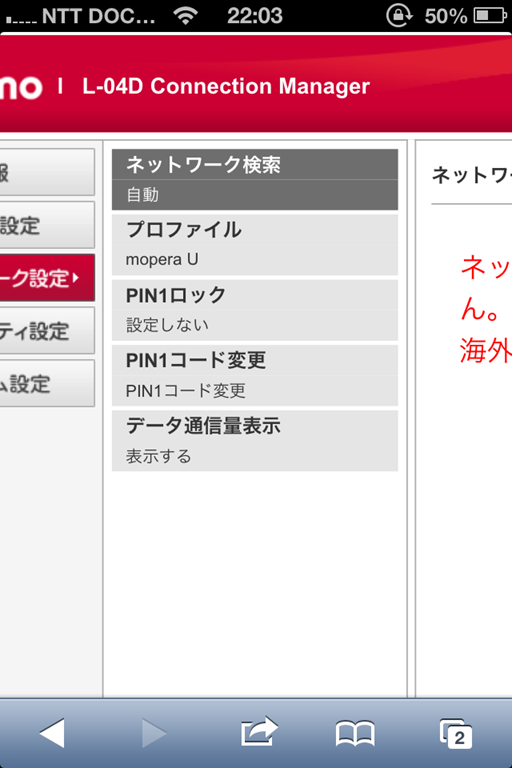 NTT DOC... 22:03 50%
mo | L-04D Connection Manager
報
設定
ーク設定
ティ設定
ム設定
ネットワーク検索
自動
プロファイル
mopera U
PIN1ロック
設定しない
PIN1コード変更
PIN1コード変更
データ通信量表示
表示する
ネットワー
ネッ
ん。
海外
2